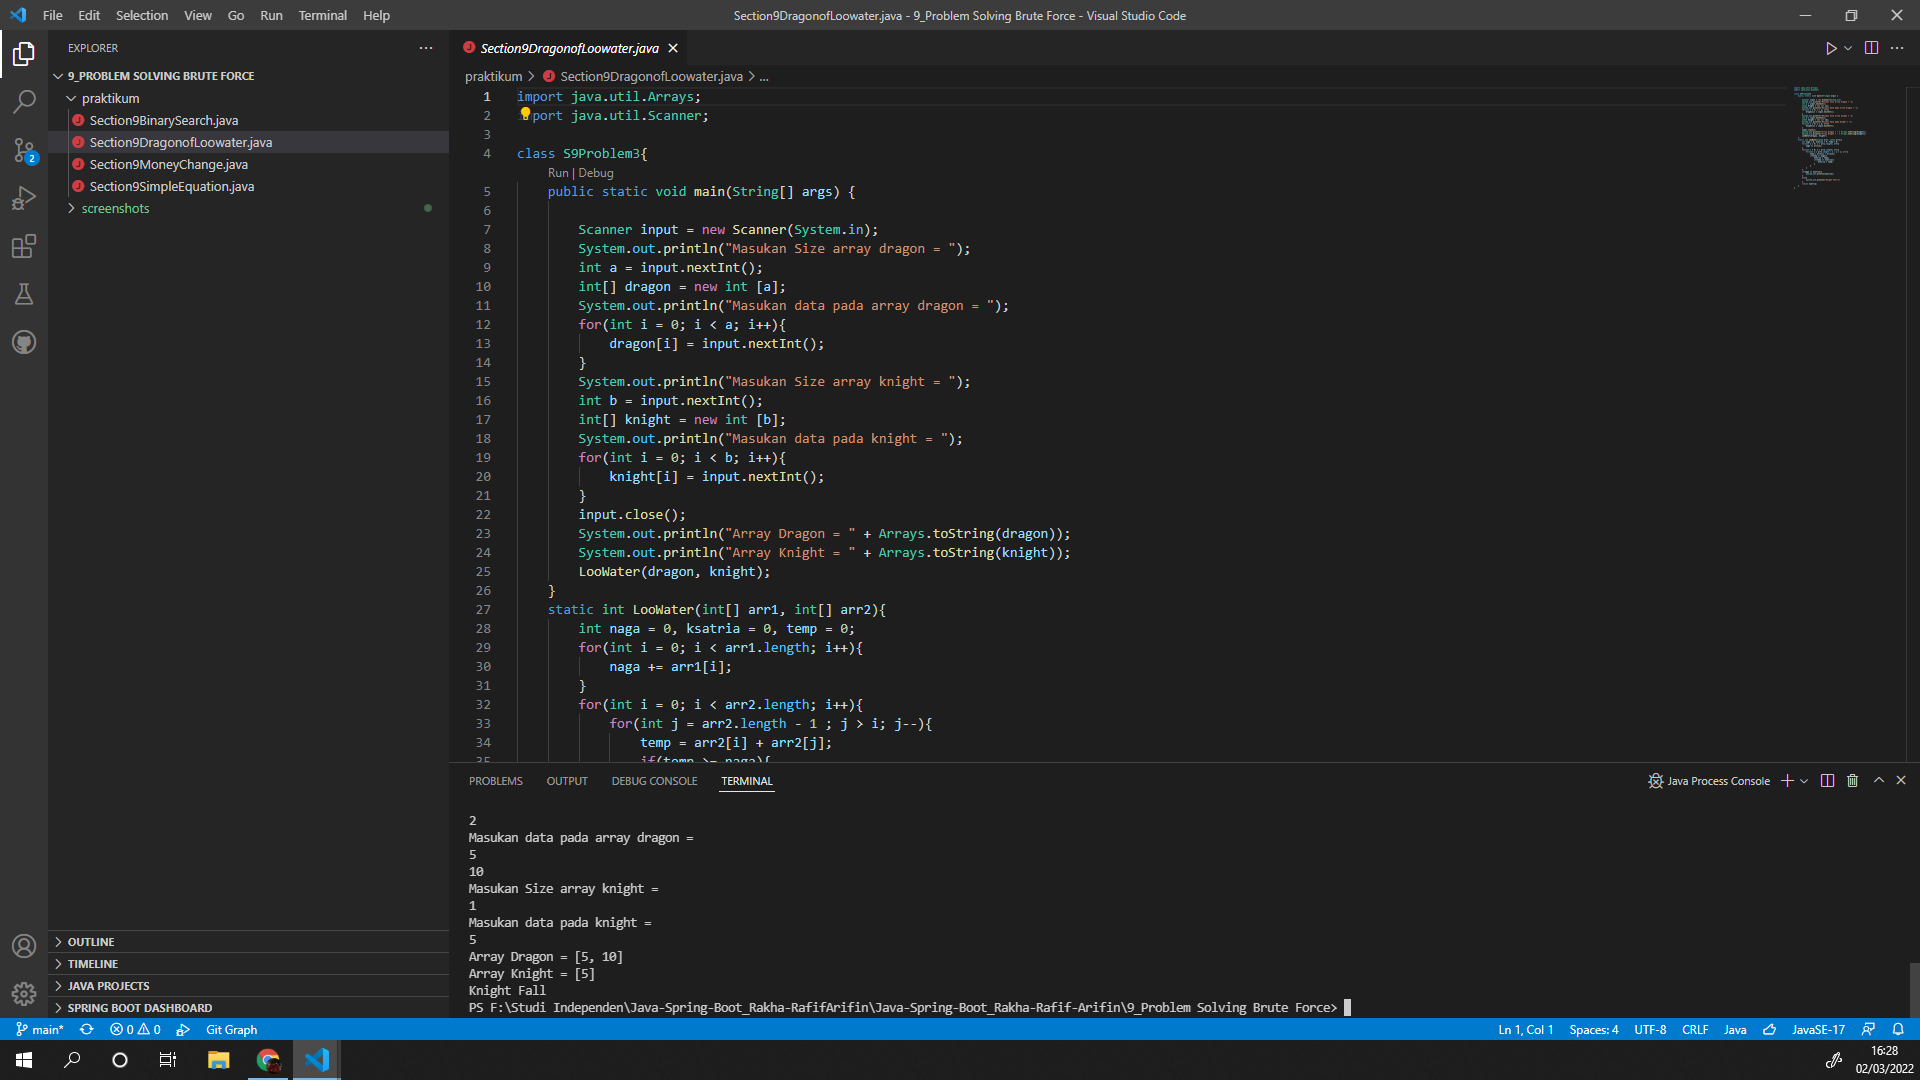 File Edit Selection View Go Run Terminal Help
Section9DragonofLoowater.java - 9_Problem Solving Brute Force - Visual Studio Code
EXPLORER
9_PROBLEM SOLVING BRUTE FORCE
praktikum
Section9BinarySearch.java
Section9DragonofLoowater.java
Section9MoneyChange.java
Section9SimpleEquation.java
screenshots
2
OUTLINE
TIMELINE
JAVA PROJECTS
SPRING BOOT DASHBOARD
Section9DragonofLoowater.java
praktikum > Section9DragonofLoowater.java > ...
1 import java.util.Arrays;
2 port java.util.Scanner;
3
4 class S9Problem3{
Run | Debug
5 public static void main(String[] args) {
6
7 Scanner input = new Scanner(System.in);
8 System.out.println("Masukan Size array dragon = ");
9 int a = input.nextInt();
10 int[] dragon = new int [a];
11 System.out.println("Masukan data pada array dragon = ");
12 for(int i = 0; i < a; i++){
13 dragon[i] = input.nextInt();
14 }
15 System.out.println("Masukan Size array knight = ");
16 int b = input.nextInt();
17 int[] knight = new int [b];
18 System.out.println("Masukan data pada knight = ");
19 for(int i = 0; i < b; i++){
20 knight[i] = input.nextInt();
21 }
22 input.close();
23 System.out.println("Array Dragon = " + Arrays.toString(dragon));
24 System.out.println("Array Knight = " + Arrays.toString(knight));
25 LooWater(dragon, knight);
26 }
27 static int LooWater(int[] arr1, int[] arr2){
28 int naga = 0, ksatria = 0, temp = 0;
29 for(int i = 0; i < arr1.length; i++){
30 naga += arr1[i];
31 }
32 for(int i = 0; i < arr2.length; i++){
33 for(int j = arr2.length - 1 ; j > i; j--){
34 temp = arr2[i] + arr2[j];
35 if(temp >= naga){
PROBLEMS OUTPUT DEBUG CONSOLE TERMINAL
Java Process Console
2
Masukan data pada array dragon =
5
10
Masukan Size array knight =
1
Masukan data pada knight =
5
Array Dragon = [5, 10]
Array Knight = [5]
Knight Fall
PS F:\Studi Independen\Java-Spring-Boot_Rakha-RafifArifin\Java-Spring-Boot_Rakha-Rafif-Arifin\9_Problem Solving Brute Force>
main* 0 0 Git Graph
Ln 1, Col 1 Spaces: 4 UTF-8 CRLF Java JavaSE-17
16:28
02/03/2022